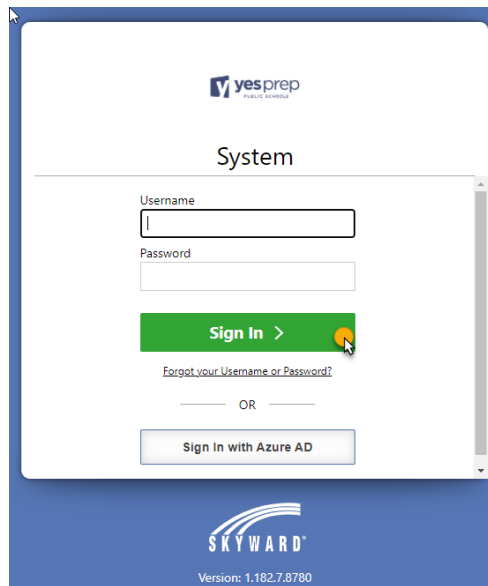 yesprep
PUBLIC SCHOOLS
System
Username
Password
Sign In
Forgot your Username or Password?
OR
Sign In with Azure AD
SKYWARD
Version: 1.182.7.8780